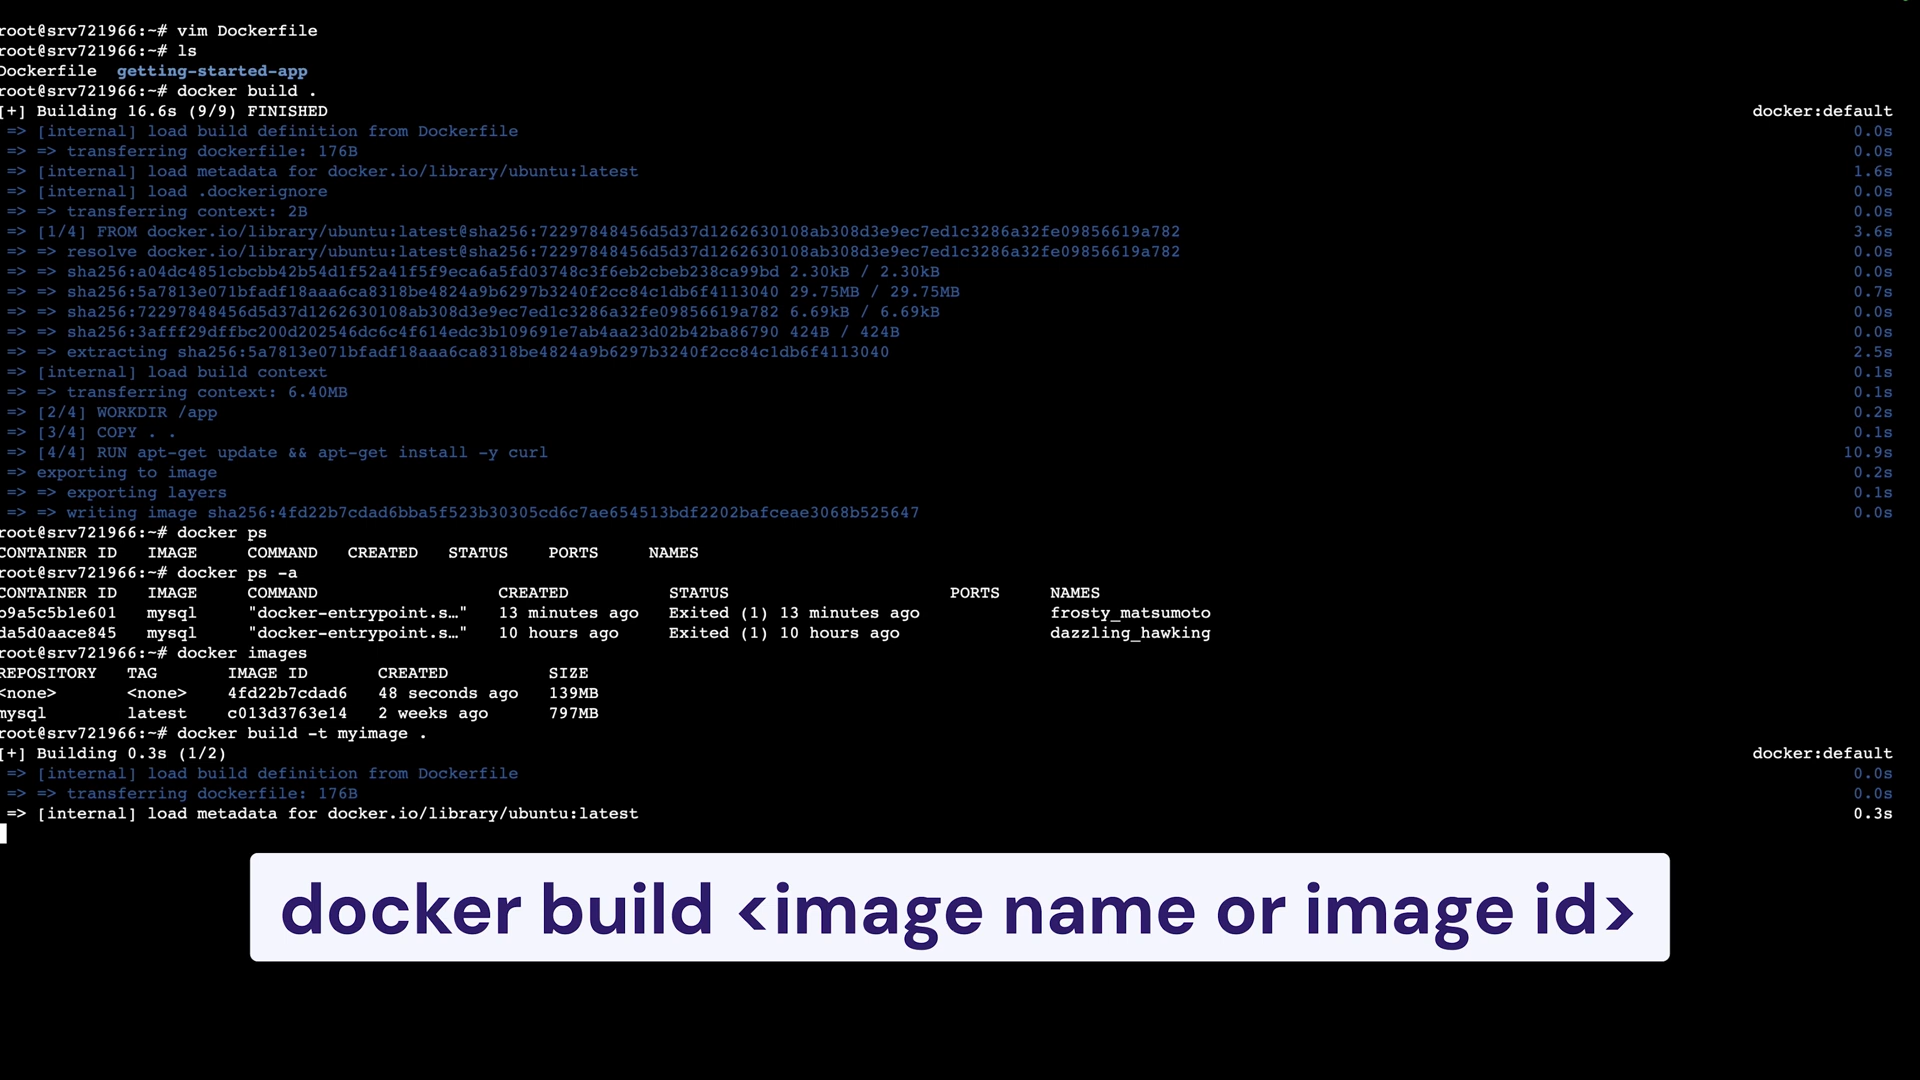 root@srv721966:~# vim Dockerfile
root@srv721966:~# ls
Dockerfile  getting-started-app
root@srv721966:~# docker build .
[+] Building 16.6s (9/9) FINISHED docker:default
=> [internal] load build definition from Dockerfile 0.0s
=> => transferring dockerfile: 176B 0.0s
=> [internal] load metadata for docker.io/library/ubuntu:latest 1.6s
=> [internal] load .dockerignore 0.0s
=> => transferring context: 2B 0.0s
=> [1/4] FROM docker.io/library/ubuntu:latest@sha256:72297848456d5d37d1262630108ab308d3e9ec7ed1c3286a32fe09856619a782 3.6s
=> => resolve docker.io/library/ubuntu:latest@sha256:72297848456d5d37d1262630108ab308d3e9ec7ed1c3286a32fe09856619a782 0.0s
=> => sha256:a04dc4851cbcbb42b54d1f52a41f5f9eca6a5fd03748c3f6eb2cbeb238ca99bd 2.30kB / 2.30kB 0.0s
=> => sha256:5a7813e071bfadf18aaa6ca8318be4824a9b6297b3240f2cc84c1db6f4113040 29.75MB / 29.75MB 0.7s
=> => sha256:72297848456d5d37d1262630108ab308d3e9ec7ed1c3286a32fe09856619a782 6.69kB / 6.69kB 0.0s
=> => sha256:3afff29dffbc200d202546dc6c4f614edc3b109691e7ab4aa23d02b42ba86790 424B / 424B 0.0s
=> => extracting sha256:5a7813e071bfadf18aaa6ca8318be4824a9b6297b3240f2cc84c1db6f4113040 2.5s
=> [internal] load build context 0.1s
=> => transferring context: 6.40MB 0.1s
=> [2/4] WORKDIR /app 0.2s
=> [3/4] COPY . . 0.1s
=> [4/4] RUN apt-get update && apt-get install -y curl 10.9s
=> exporting to image 0.2s
=> => exporting layers 0.1s
=> => writing image sha256:4fd22b7cdad6bba5f523b30305cd6c7ae654513bdf2202bafceae3068b525647 0.0s
root@srv721966:~# docker ps
CONTAINER ID   IMAGE     COMMAND   CREATED   STATUS    PORTS     NAMES
root@srv721966:~# docker ps -a
CONTAINER ID   IMAGE     COMMAND                  CREATED          STATUS                      PORTS     NAMES
b9a5c5b1e601   mysql     "docker-entrypoint.s…"   13 minutes ago   Exited (1) 13 minutes ago             frosty_matsumoto
da5d0aace845   mysql     "docker-entrypoint.s…"   10 hours ago     Exited (1) 10 hours ago               dazzling_hawking
root@srv721966:~# docker images
REPOSITORY   TAG       IMAGE ID       CREATED          SIZE
<none>       <none>    4fd22b7cdad6   48 seconds ago   139MB
mysql        latest    c013d3763e14   2 weeks ago      797MB
root@srv721966:~# docker build -t myimage .
[+] Building 0.3s (1/2) docker:default
=> [internal] load build definition from Dockerfile 0.0s
=> => transferring dockerfile: 176B 0.0s
=> [internal] load metadata for docker.io/library/ubuntu:latest 0.3s
docker build <image name or image id>